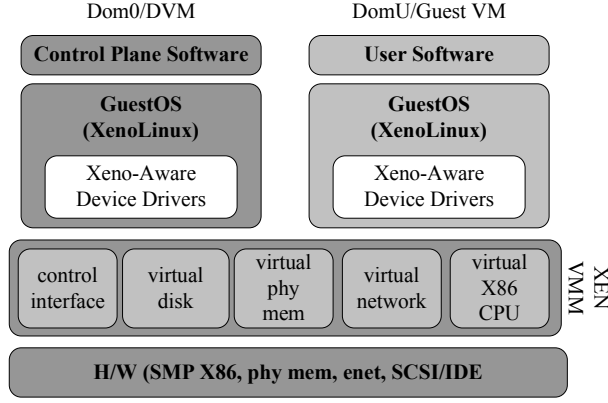 Dom0/DVM
DomU/Guest VM
Control Plane Software
User Software
GuestOS
(XenoLinux)
Xeno-Aware
Device Drivers
GuestOS
(XenoLinux)
Xeno-Aware
Device Drivers
control
interface
virtual
disk
virtual
phy
mem
virtual
network
virtual
X86
CPU
XEN
VMM
H/W (SMP X86, phy mem, enet, SCSI/IDE